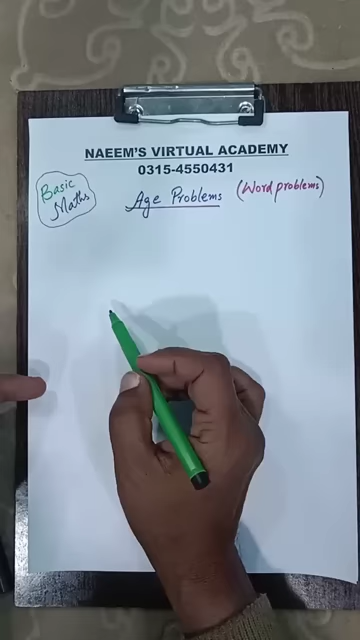 NAEEM'S VIRTUAL ACADEMY
0315-4550431
Basic
Maths
Age Problems (Word problems)